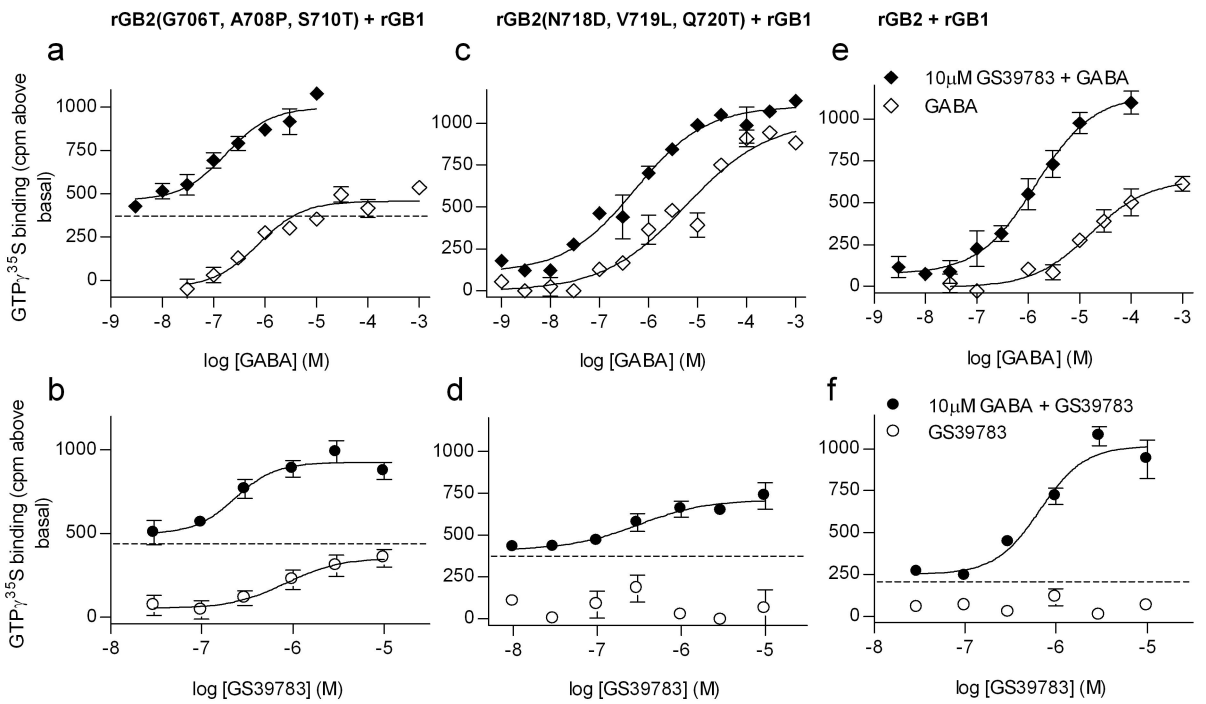 rGB2(G706T, A708P, S710T) + rGB1
rGB2(N718D, V719L, Q720T) + rGB1
rGB2 + rGB1
a
GTPγ³⁵S binding (cpm above
basal)
1000
750
500
250
0
-9 -8 -7 -6 -5 -4 -3
log [GABA] (M)
c
1000
750
500
250
0
-9 -8 -7 -6 -5 -4 -3
log [GABA] (M)
e
10µM GS39783 + GABA
GABA
1000
750
500
250
0
-9 -8 -7 -6 -5 -4 -3
log [GABA] (M)
b
GTPγ³⁵S binding (cpm above
basal)
1000
500
0
-8 -7 -6 -5
log [GS39783] (M)
d
1000
750
500
250
0
-8 -7 -6 -5
log [GS39783] (M)
f
10µM GABA + GS39783
GS39783
1000
750
500
250
0
-8 -7 -6 -5
log [GS39783] (M)